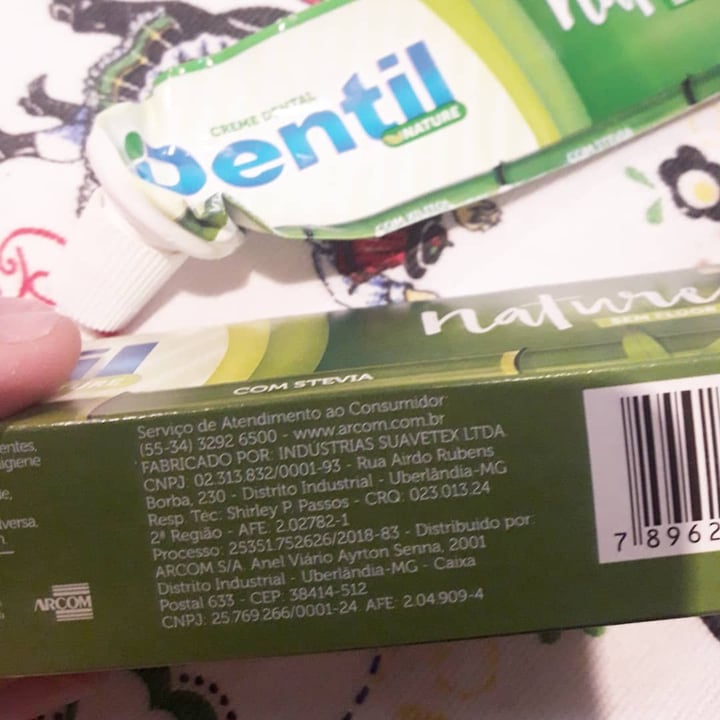 CREME DENTAL
Dentil
NATURE
COM STEVIA
COM XILITOL
nature
SEM FLÚOR
COM STEVIA
Serviço de Atendimento ao Consumidor:
(55-34) 3292 6500 - www.arcom.com.br
FABRICADO POR: INDÚSTRIAS SUAVETEX LTDA
CNPJ: 02.313.832/0001-93 - Rua Airdo Rubens
Borba, 230 - Distrito Industrial - Uberlândia-MG
Resp. Tec: Shirley P. Passos - CRQ: 023.013.24
2ª Região - AFE: 2.02782-1
Processo: 25351.752626/2018-83 - Distribuído por:
ARCOM S/A. Anel Viário Ayrton Senna, 2001
Distrito Industrial - Uberlândia-MG - Caixa
Postal 633 - CEP: 38414-512
CNPJ: 25.769.266/0001-24 AFE: 2.04.909-4
ARCOM
7 8962